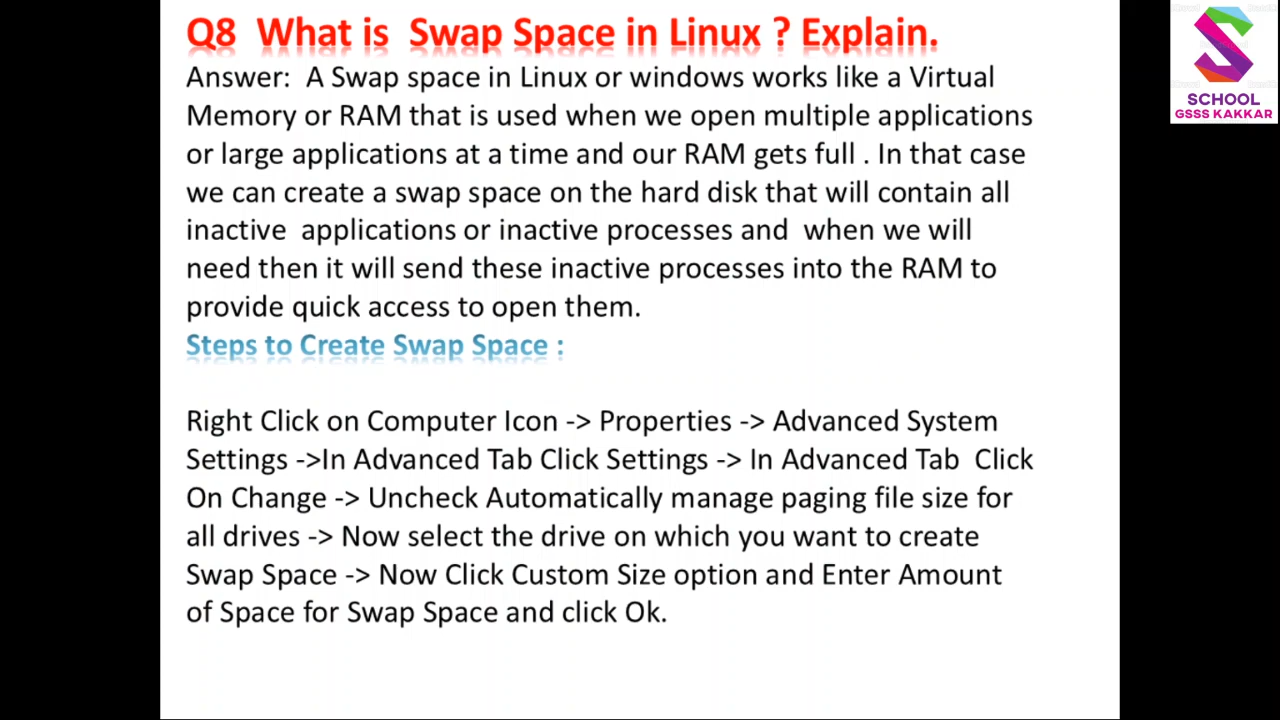 Q8 What is Swap Space in Linux ? Explain.
Answer: A Swap space in Linux or windows works like a Virtual
Memory or RAM that is used when we open multiple applications
or large applications at a time and our RAM gets full . In that case
we can create a swap space on the hard disk that will contain all
inactive applications or inactive processes and when we will
need then it will send these inactive processes into the RAM to
provide quick access to open them.
Steps to Create Swap Space :
Right Click on Computer Icon -> Properties -> Advanced System
Settings ->In Advanced Tab Click Settings -> In Advanced Tab Click
On Change -> Uncheck Automatically manage paging file size for
all drives -> Now select the drive on which you want to create
Swap Space -> Now Click Custom Size option and Enter Amount
of Space for Swap Space and click Ok.
SCHOOL
GSSS KAKKAR